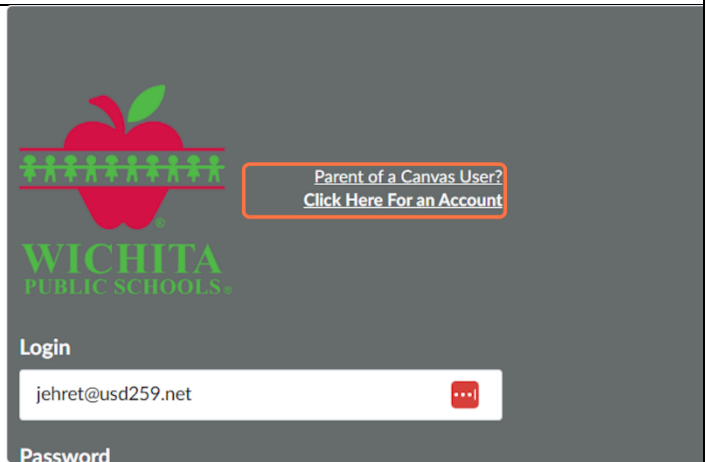 Parent of a Canvas User?
Click Here For an Account
WICHITA
PUBLIC SCHOOLS®
Login
jehret@usd259.net
Password